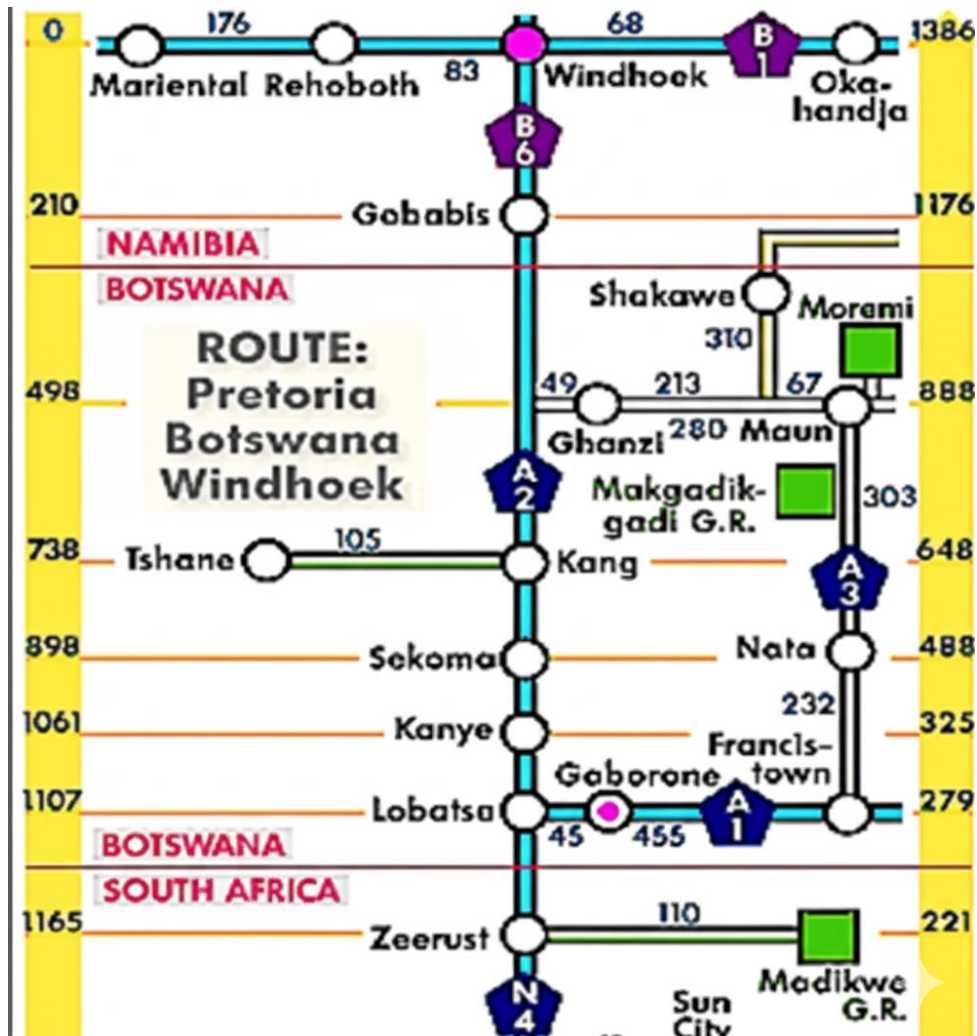 0
176
68
1386
B
1
Mariental
Rehoboth
83
Windhoek
Oka-
handja
B
6
210
Gobabis
1176
NAMIBIA
BOTSWANA
Shakawe
Moremi
310
ROUTE:
Pretoria
Botswana
Windhoek
498
49
213
67
888
Ghanzi
280
Maun
A
2
Makgadik-
gadi G.R.
303
738
Tshane
105
Kang
648
A
3
898
Sekoma
Nata
488
232
1061
Kanye
325
Francis-
town
Gaborone
1107
Lobatsa
45
455
A
1
279
BOTSWANA
SOUTH AFRICA
1165
Zeerust
110
221
Madikwe
G.R.
N
4
Sun
City